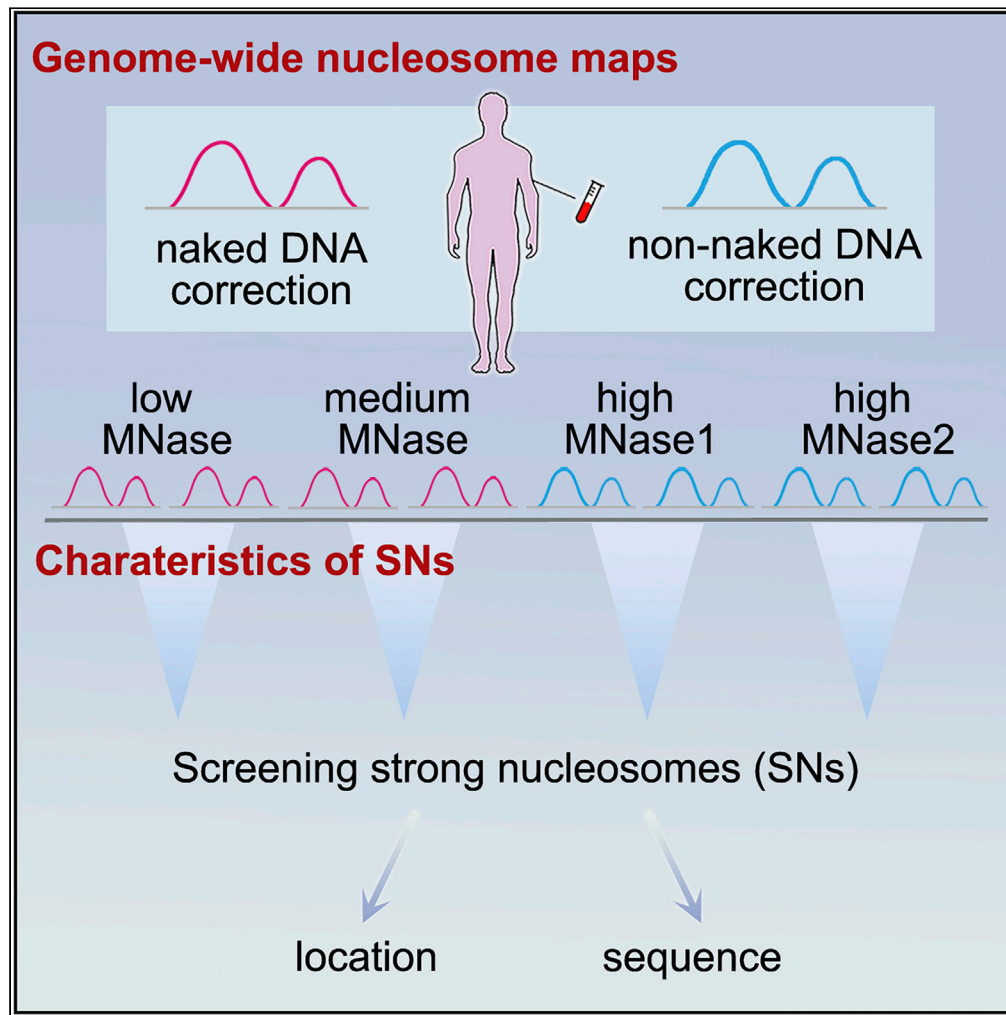 Genome-wide nucleosome maps
naked DNA
correction
non-naked DNA
correction
low
MNase
medium
MNase
high
MNase1
high
MNase2
Charateristics of SNs
Screening strong nucleosomes (SNs)
location
sequence